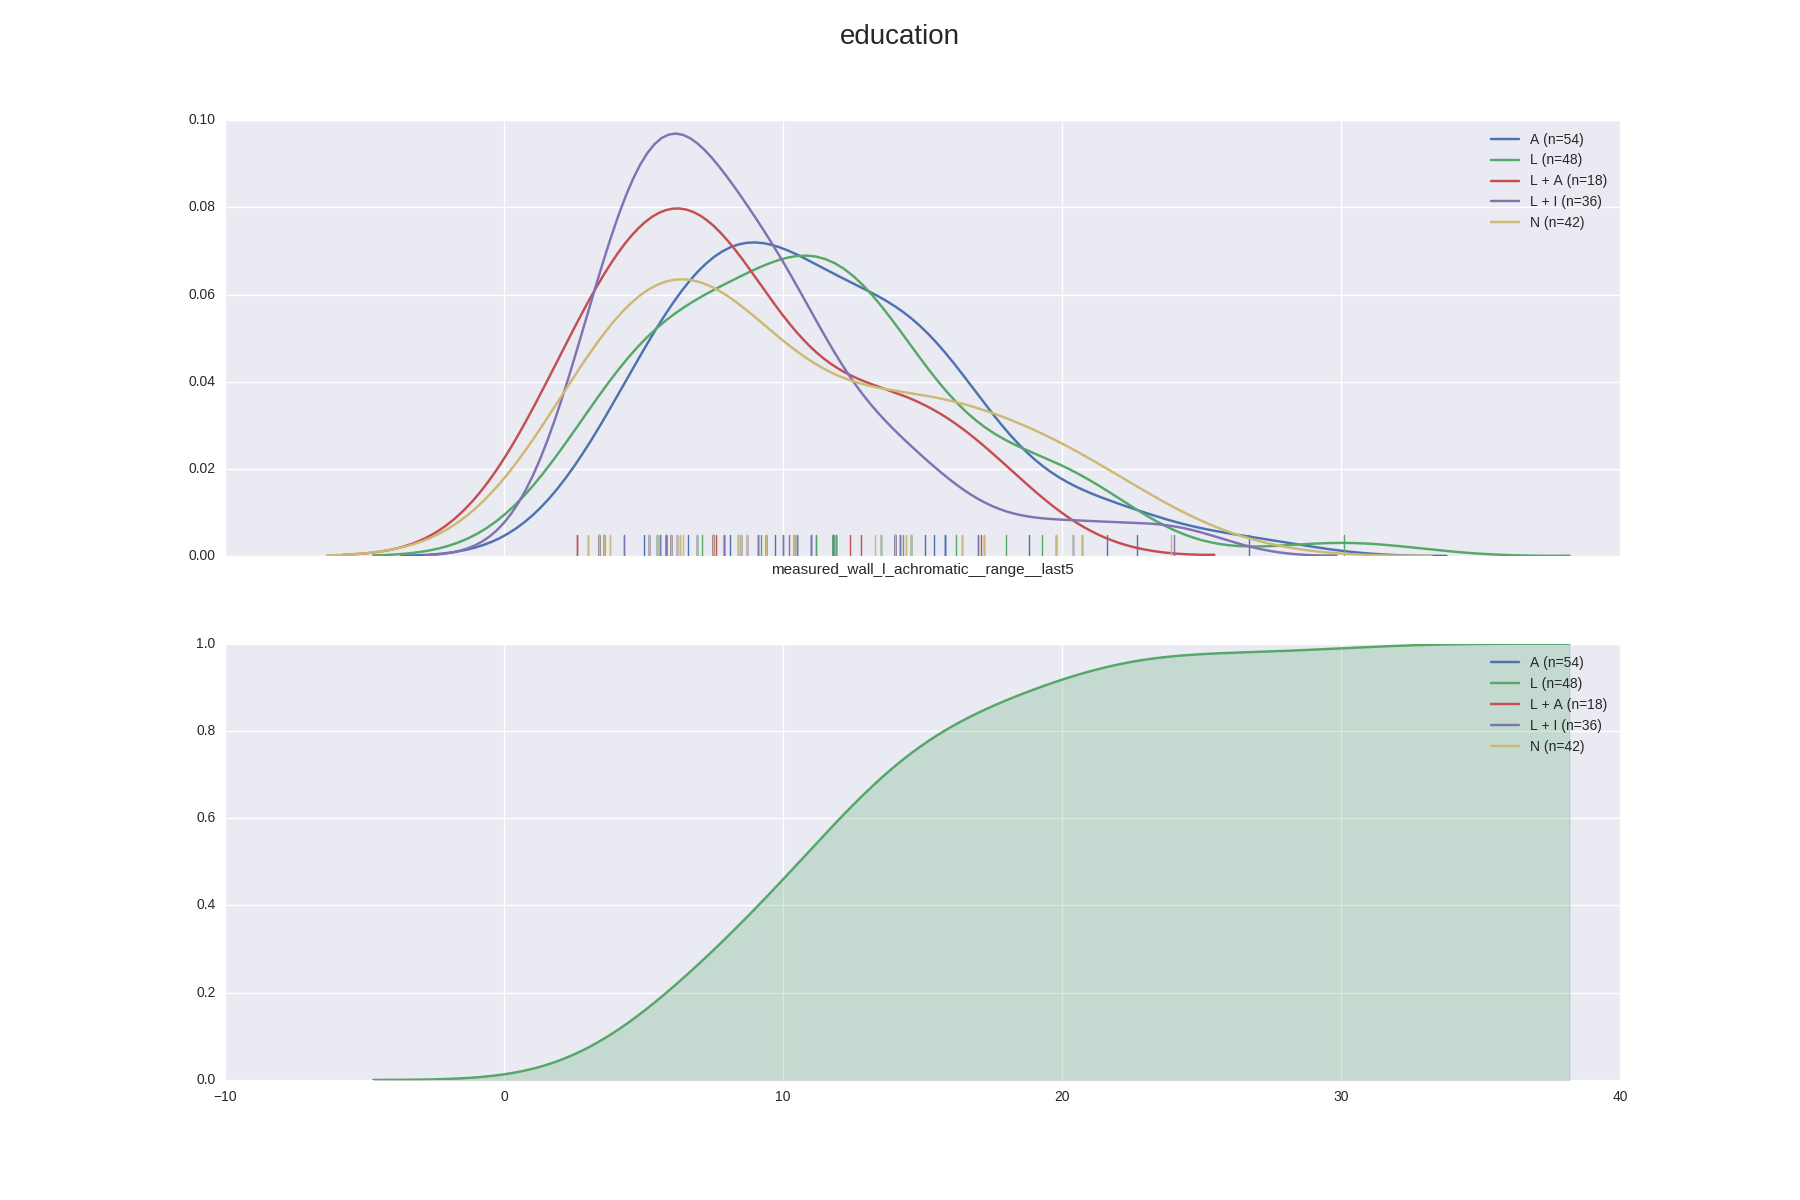 education
0.10
0.08
0.06
0.04
0.02
0.00
A (n=54)
L (n=48)
L + A (n=18)
L + I (n=36)
N (n=42)
measured_wall_l_achromatic__range__last5
1.0
0.8
0.6
0.4
0.2
0.0
A (n=54)
L (n=48)
L + A (n=18)
L + I (n=36)
N (n=42)
−10 0 10 20 30 40